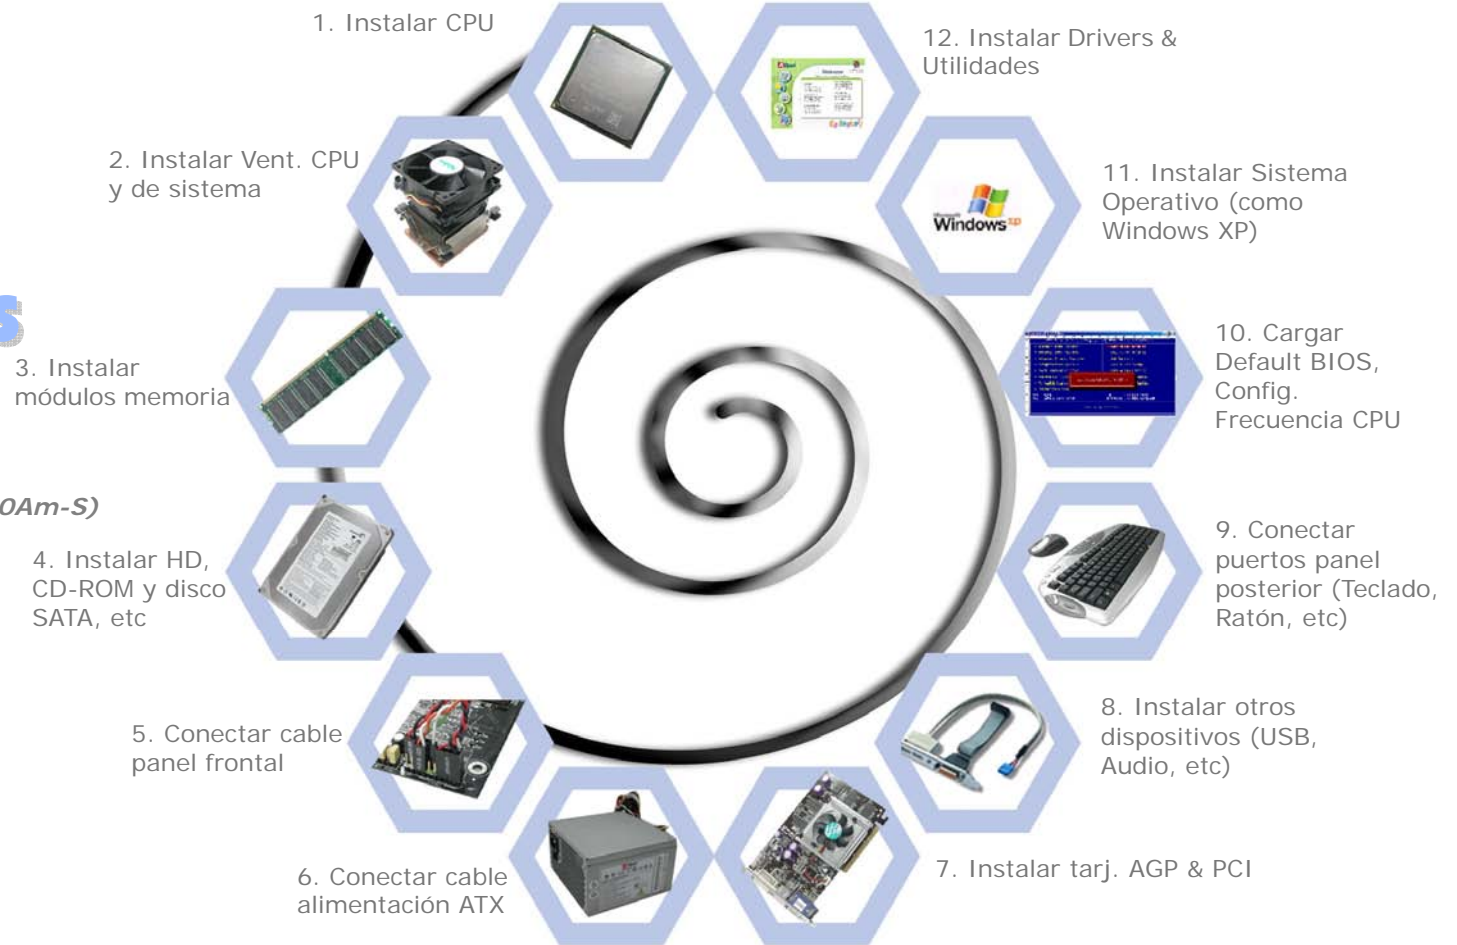 1. Instalar CPU
2. Instalar Vent. CPU
y de sistema
3. Instalar
módulos memoria
0Am-S)
4. Instalar HD,
CD-ROM y disco
SATA, etc
5. Conectar cable
panel frontal
6. Conectar cable
alimentación ATX
7. Instalar tarj. AGP & PCI
8. Instalar otros
dispositivos (USB,
Audio, etc)
9. Conectar
puertos panel
posterior (Teclado,
Ratón, etc)
10. Cargar
Default BIOS,
Config.
Frecuencia CPU
11. Instalar Sistema
Operativo (como
Windows XP)
Microsoft
Windows xp
12. Instalar Drivers &
Utilidades
S